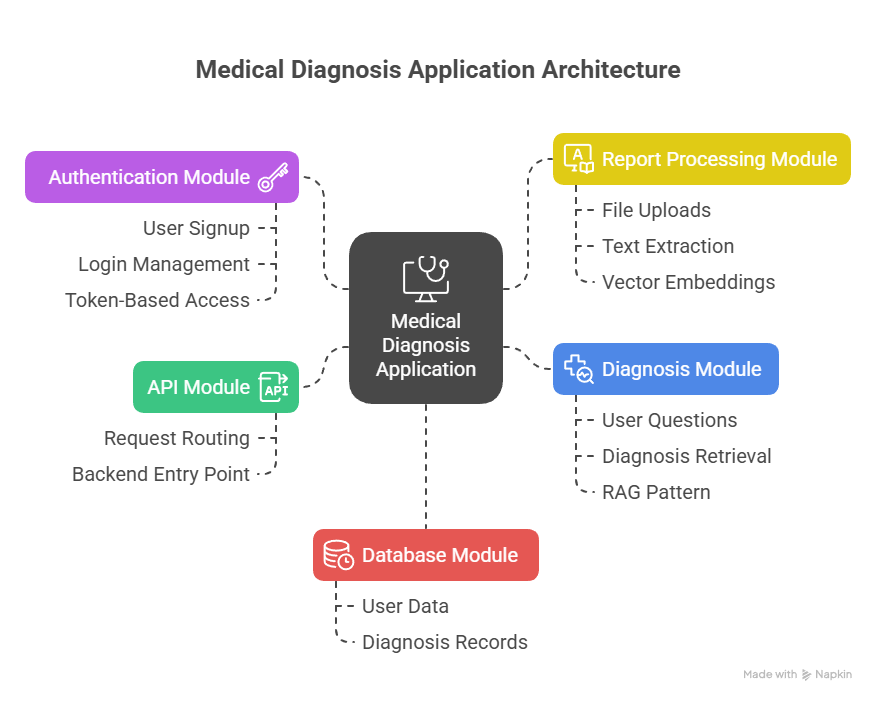 Medical Diagnosis Application Architecture
Authentication Module
User Signup
Login Management
Token-Based Access
API Module
API
Request Routing
Backend Entry Point
Medical
Diagnosis
Application
A
Report Processing Module
File Uploads
Text Extraction
Vector Embeddings
Diagnosis Module
User Questions
Diagnosis Retrieval
RAG Pattern
Database Module
User Data
Diagnosis Records
Made with Napkin